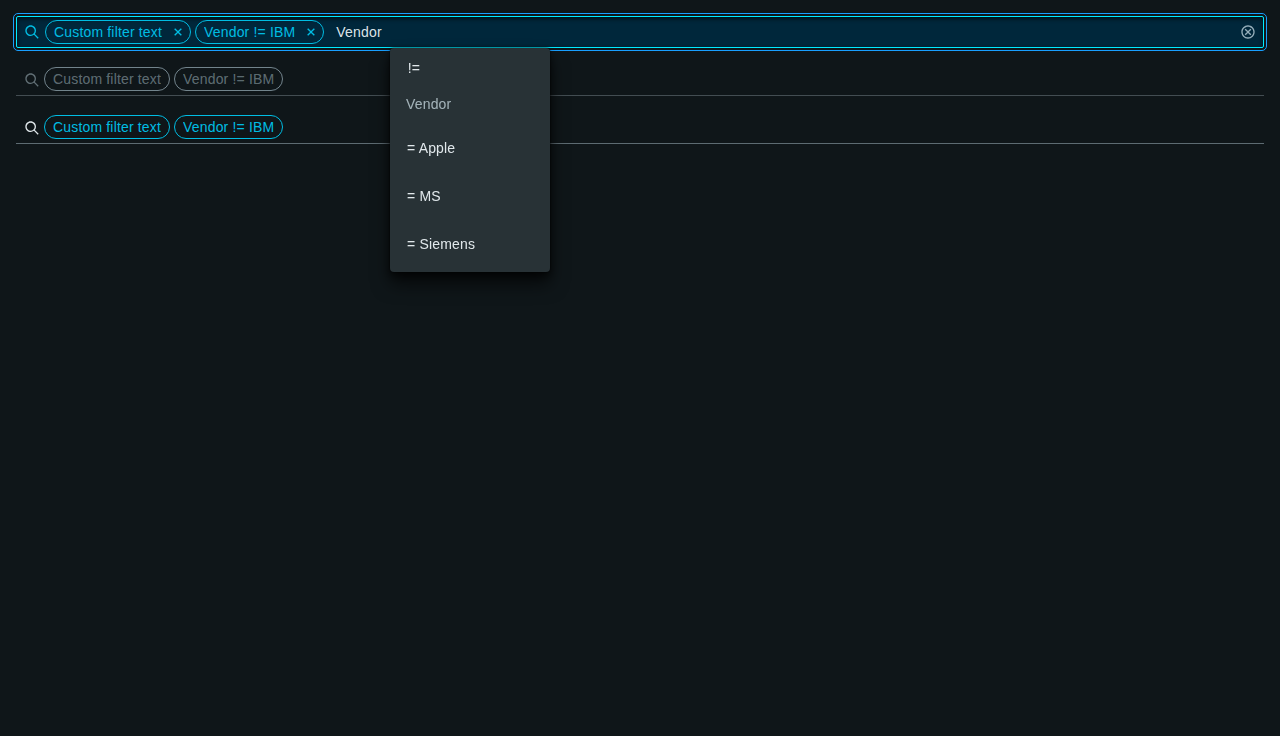 Custom filter text Vendor != IBM Vendor
!=
Custom filter text Vendor != IBM
Vendor
Custom filter text Vendor != IBM
= Apple
= MS
= Siemens